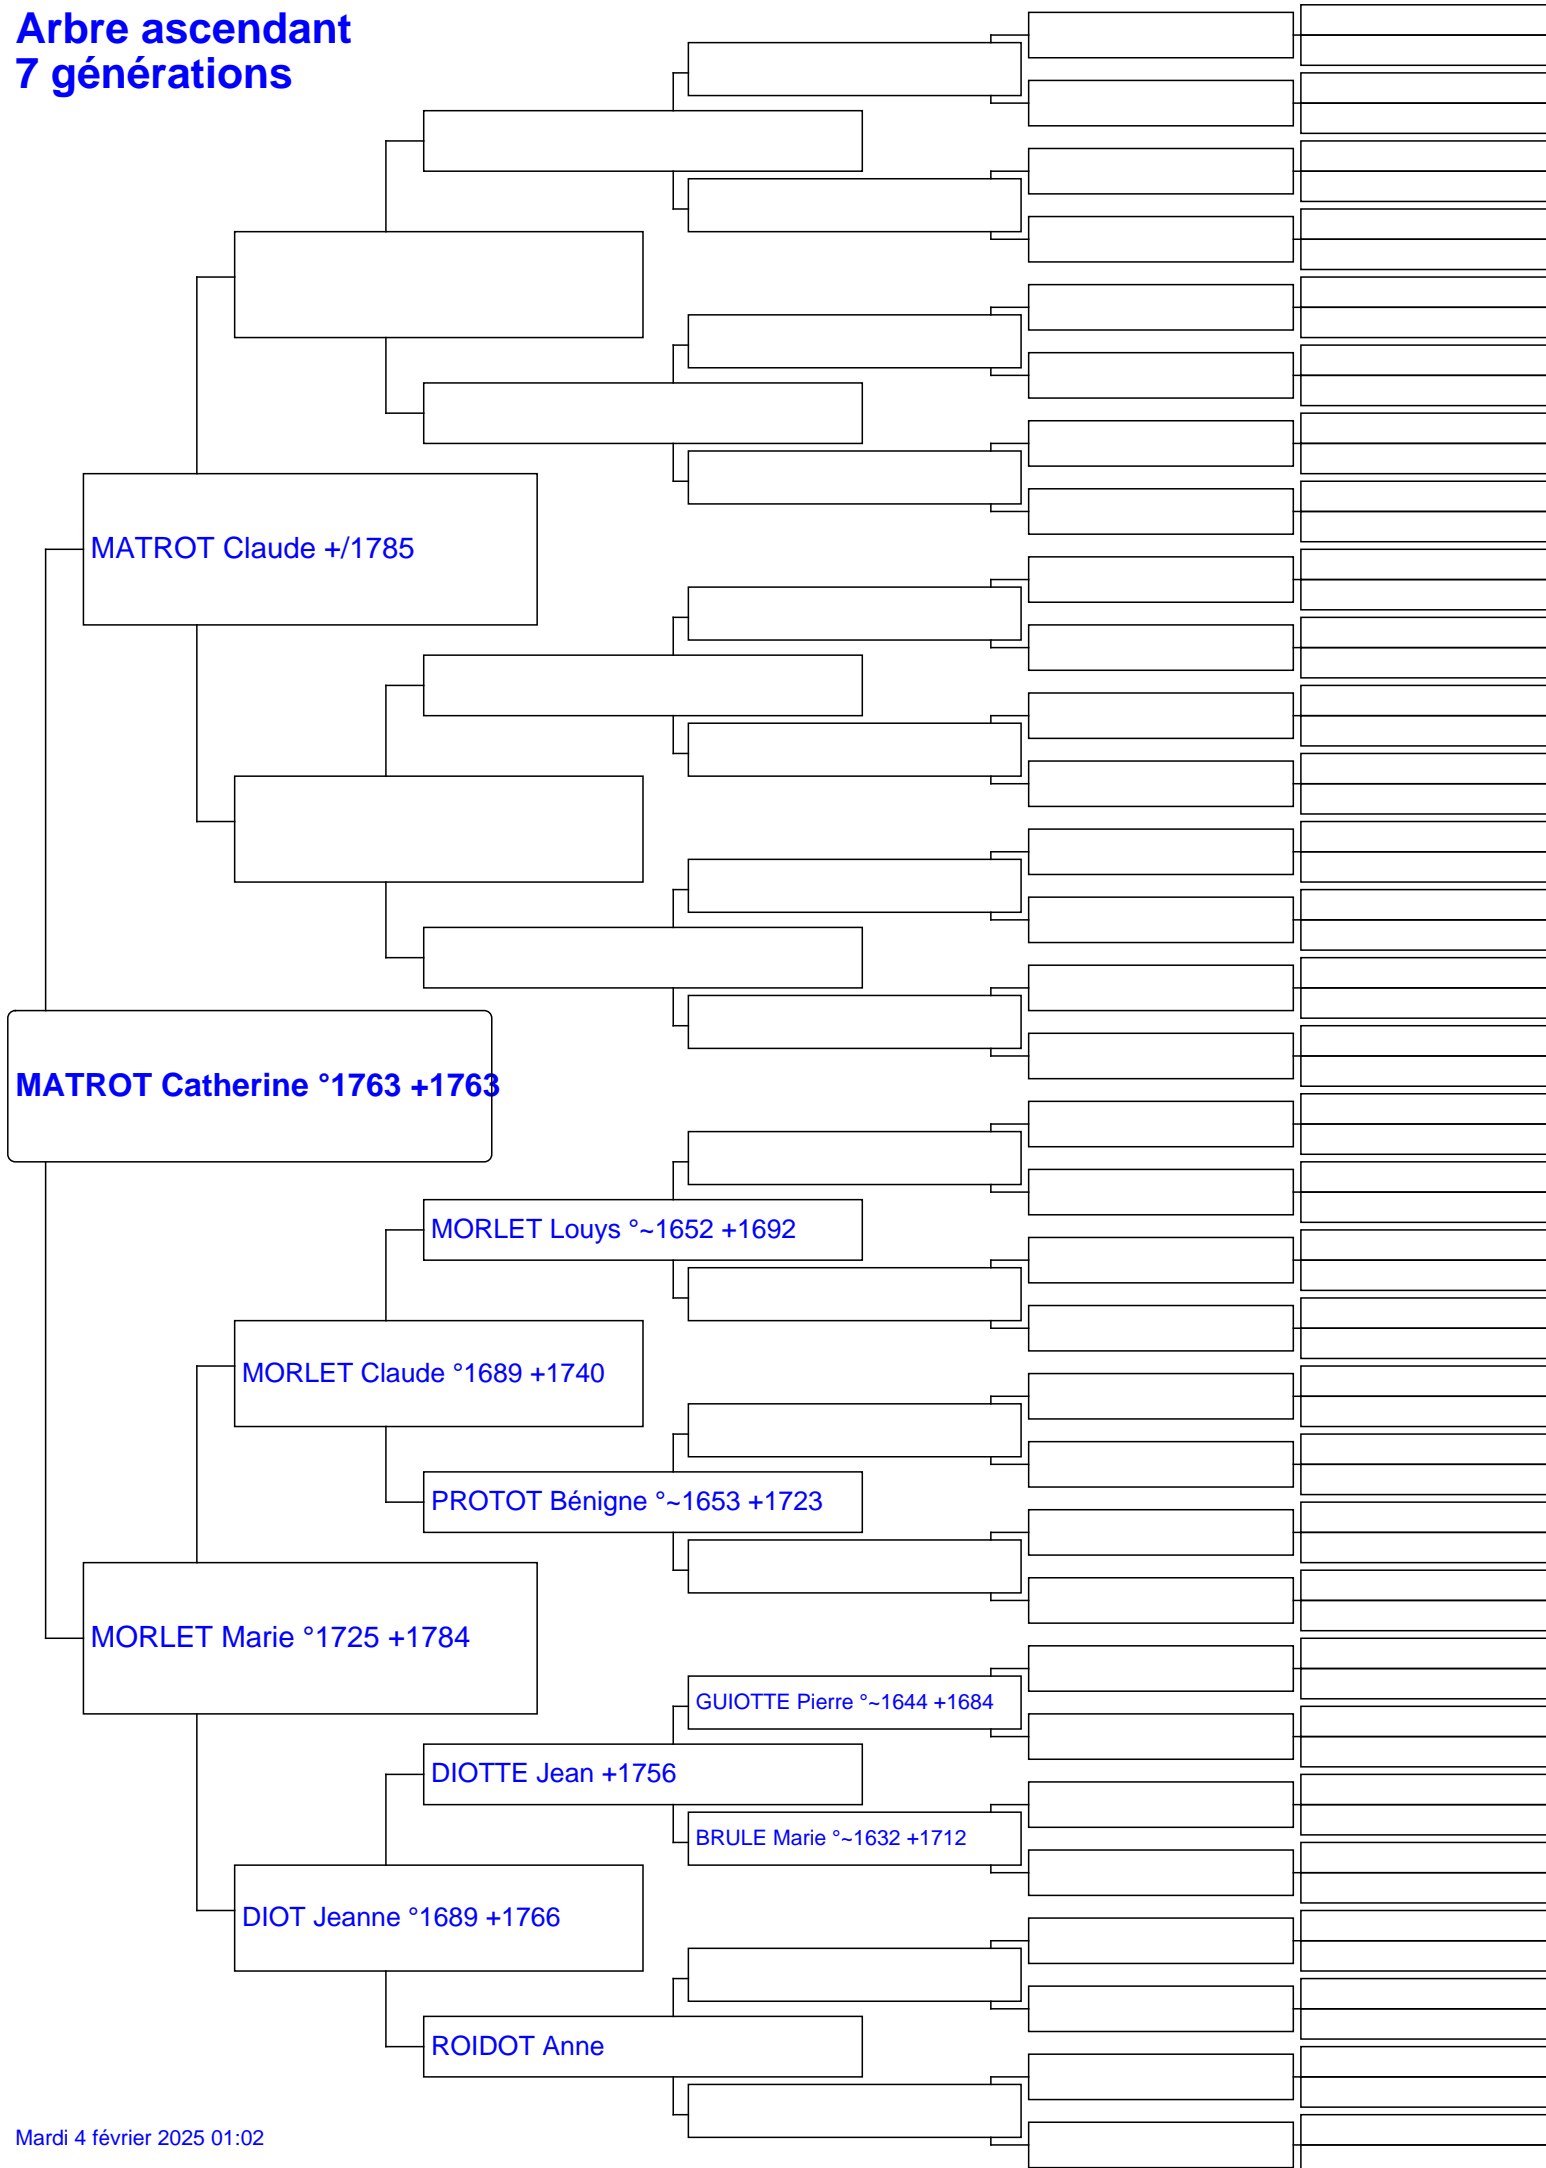 Arbre ascendant
7 générations
MATROT Claude +/1785
MATROT Catherine °1763 +1763
MORLET Louys °~1652 +1692
MORLET Claude °1689 +1740
PROTOT Bénigne °~1653 +1723
MORLET Marie °1725 +1784
GUIOTTE Pierre °~1644 +1684
DIOTTE Jean +1756
BRULE Marie °~1632 +1712
DIOT Jeanne °1689 +1766
ROIDOT Anne
Mardi 4 février 2025 01:02